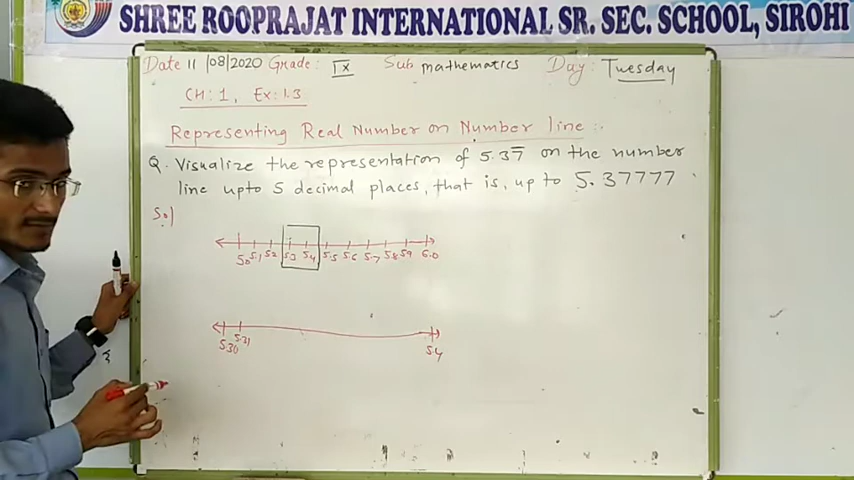 SHREE ROOPRAJAT INTERNATIONAL SR. SEC. SCHOOL, SIROHI
Date 11/08/2020 Grade: IX Sub mathematics Day: Tuesday
CH: 1, Ex: 1.3
Representing Real Number on Number line :-
Q. Visualize the representation of 5.37̅ on the number
line upto 5 decimal places, that is, up to 5.37777.
Sol
5.0 5.1 5.2 5.3 5.4 5.5 5.6 5.7 5.8 5.9 6.0
5.30 5.31 5.4